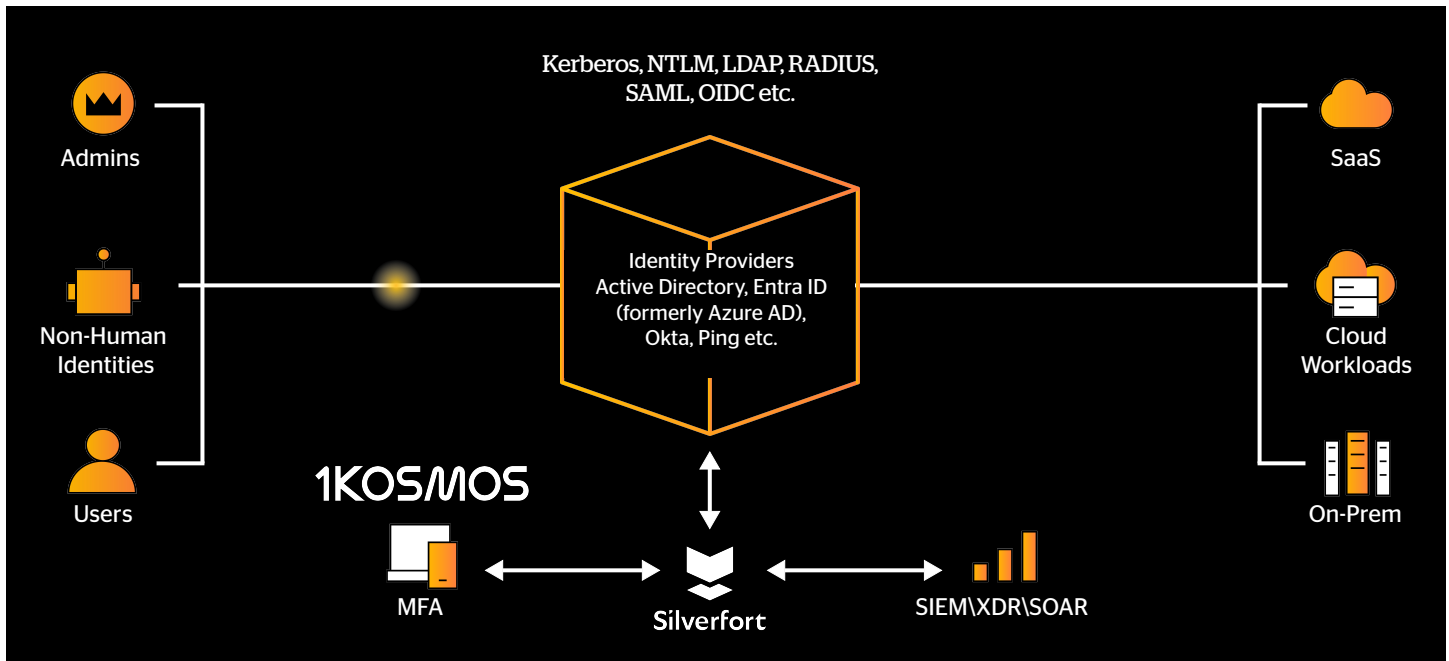 Kerberos, NTLM, LDAP, RADIUS,
SAML, OIDC etc.
Admins
SaaS
Identity Providers
Active Directory, Entra ID
(formerly Azure AD),
Okta, Ping etc.
Non-Human
Identities
Cloud
Workloads
1KOSMOS
Users
On-Prem
MFA
Silverfort
SIEM\XDR\SOAR